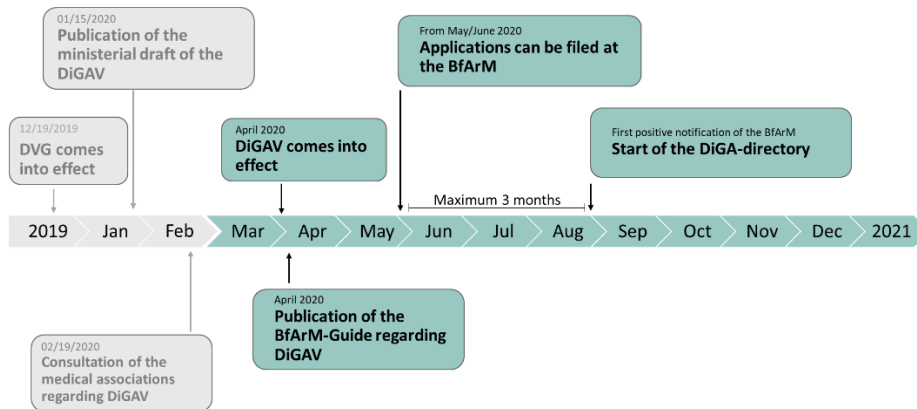 01/15/2020
Publication of the
ministerial draft of the
DiGAV
From May/June 2020
Applications can be filed at
the BfArM
12/19/2019
DVG comes
into effect
April 2020
DiGAV comes into
effect
First positive notification of the BfArM
Start of the DiGA-directory
Maximum 3 months
2019 Jan Feb Mar Apr May Jun Jul Aug Sep Oct Nov Dec 2021
April 2020
Publication of the
BfArM-Guide regarding
DiGAV
02/19/2020
Consultation of the
medical associations
regarding DiGAV